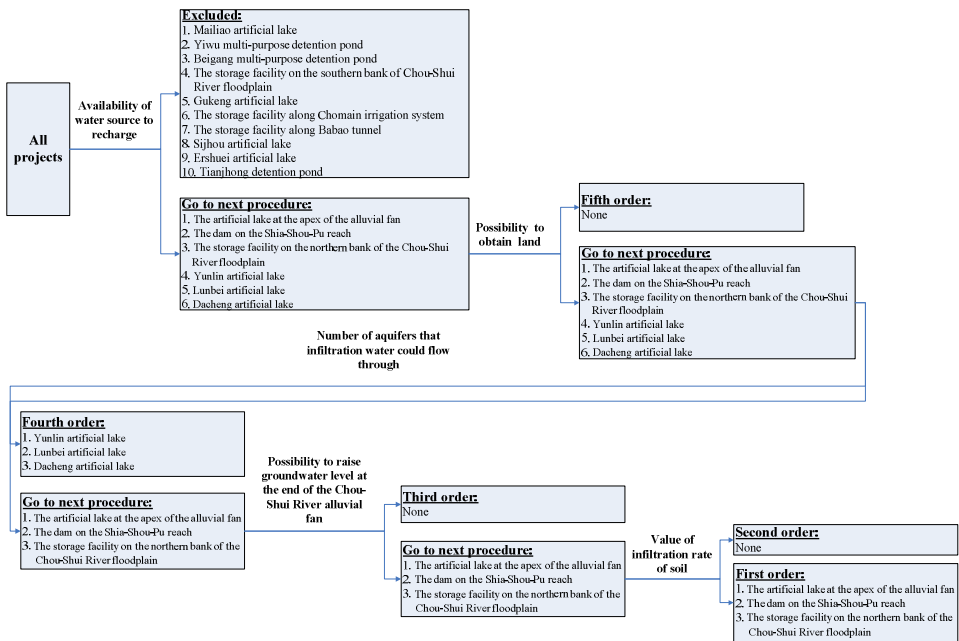 All
projects
Availability of
water source to
recharge
Excluded:
1. Mailiao artificial lake
2. Yiwu multi-purpose detention pond
3. Beigang multi-purpose detention pond
4. The storage facility on the southern bank of Chou-Shui
River floodplain
5. Gukeng artificial lake
6. The storage facility along Chomain irrigation system
7. The storage facility along Babao tunnel
8. Sijhou artificial lake
9. Ershuei artificial lake
10. Tianjhong detention pond
Go to next procedure:
1. The artificial lake at the apex of the alluvial fan
2. The dam on the Shia-Shou-Pu reach
3. The storage facility on the northern bank of the Chou-Shui
River floodplain
4. Yunlin artificial lake
5. Lunbei artificial lake
6. Dacheng artificial lake
Possibility to
obtain land
Fifth order:
None
Go to next procedure:
1. The artificial lake at the apex of the alluvial fan
2. The dam on the Shia-Shou-Pu reach
3. The storage facility on the northern bank of the Chou-Shui
River floodplain
4. Yunlin artificial lake
5. Lunbei artificial lake
6. Dacheng artificial lake
Number of aquifers that
infiltration water could flow
through
Fourth order:
1. Yunlin artificial lake
2. Lunbei artificial lake
3. Dacheng artificial lake
Go to next procedure:
1. The artificial lake at the apex of the alluvial fan
2. The dam on the Shia-Shou-Pu reach
3. The storage facility on the northern bank of the
Chou-Shui River floodplain
Possibility to raise
groundwater level at
the end of the Chou-
Shui River alluvial
fan
Third order:
None
Go to next procedure:
1. The artificial lake at the apex of the alluvial fan
2. The dam on the Shia-Shou-Pu reach
3. The storage facility on the northern bank of the
Chou-Shui River floodplain
Value of
infiltration rate
of soil
Second order:
None
First order:
1. The artificial lake at the apex of the alluvial fan
2. The dam on the Shia-Shou-Pu reach
3. The storage facility on the northern bank of the
Chou-Shui River floodplain